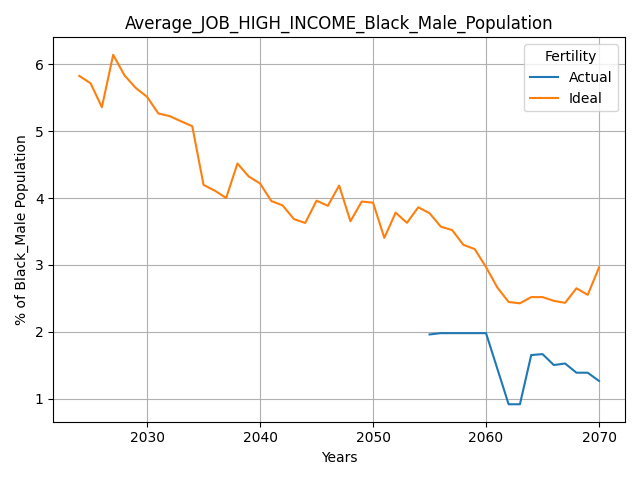 Average_JOB_HIGH_INCOME_Black_Male_Population
Fertility
Actual
Ideal
% of Black_Male Population
6
5
4
3
2
1
2030 2040 2050 2060 2070
Years